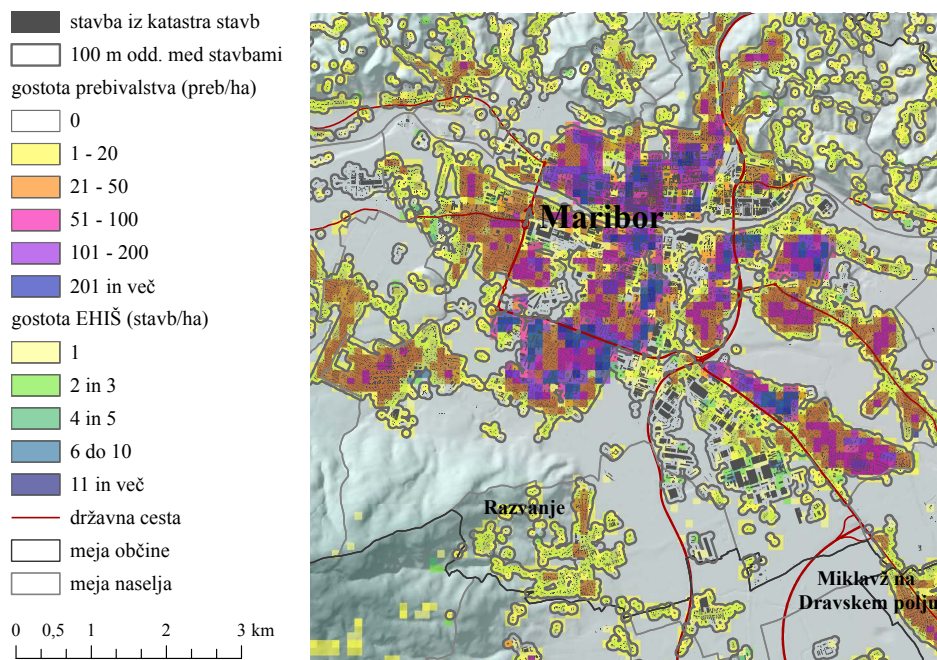 stavba iz katastra stavb
100 m odd. med stavbami
gostota prebivalstva (preb/ha)
0
1 - 20
21 - 50
51 - 100
101 - 200
201 in več
gostota EHIŠ (stavb/ha)
1
2 in 3
4 in 5
6 do 10
11 in več
državna cesta
meja občine
meja naselja
0 0,5 1 2 3 km
Maribor
Razvanje
Miklavž na
Dravskem polju